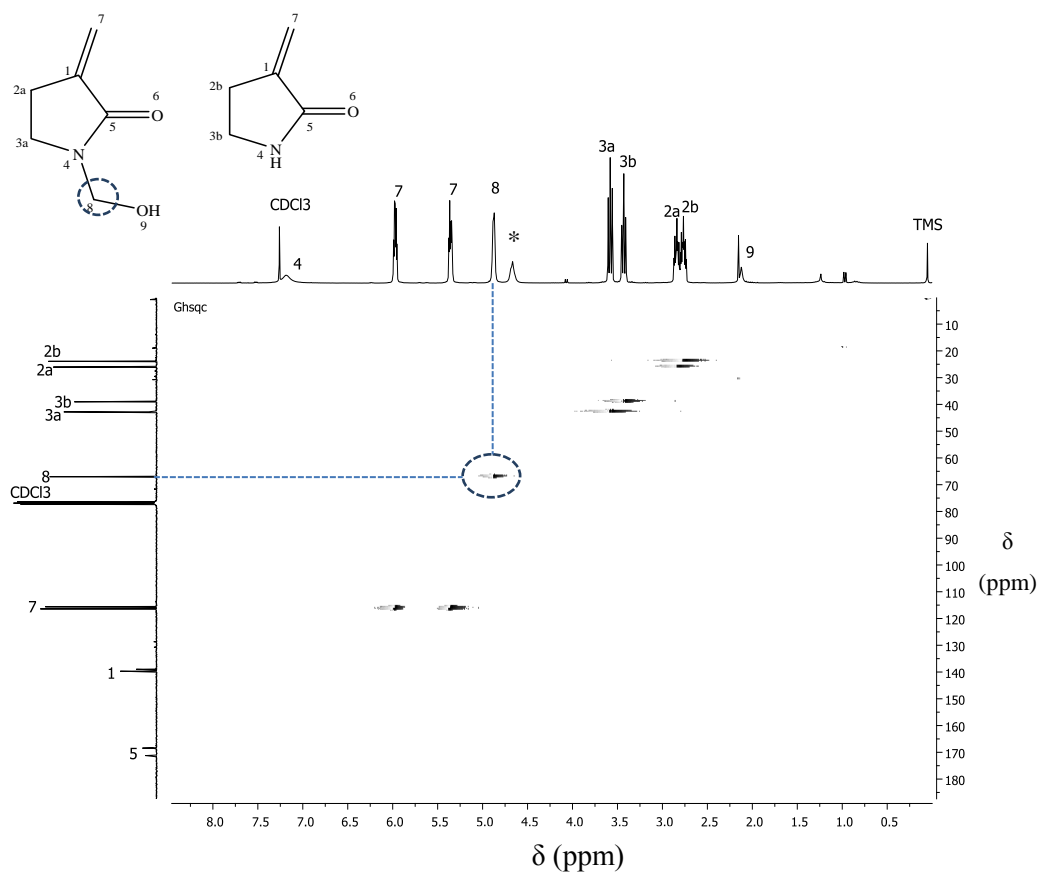 7
7
1
2a
O
6
5
3a
N
4
8
OH
9
1
2b
O
6
5
3b
N
H
4
CDCl3
4
7
7
8
*
3a
3b
2a
2b
9
TMS
Ghsqc
2b
2a
3b
3a
8
CDCl3
7
1
5
10
20
30
40
50
60
70
80
90
100
110
120
130
140
150
160
170
180
δ
(ppm)
8.0 7.5 7.0 6.5 6.0 5.5 5.0 4.5 4.0 3.5 3.0 2.5 2.0 1.5 1.0 0.5
δ (ppm)